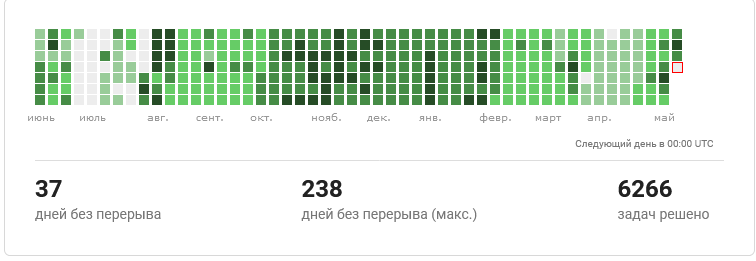 июнь июль авг. сент. окт. нояб. дек. янв. февр. март апр. май
Следующий день в 00:00 UTC
37 238 6266
дней без перерыва дней без перерыва (макс.) задач решено